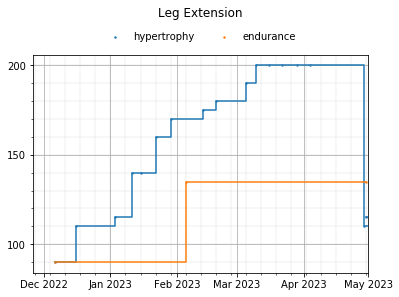 Leg Extension
hypertrophy endurance
200
150
100
Dec 2022 Jan 2023 Feb 2023 Mar 2023 Apr 2023 May 2023